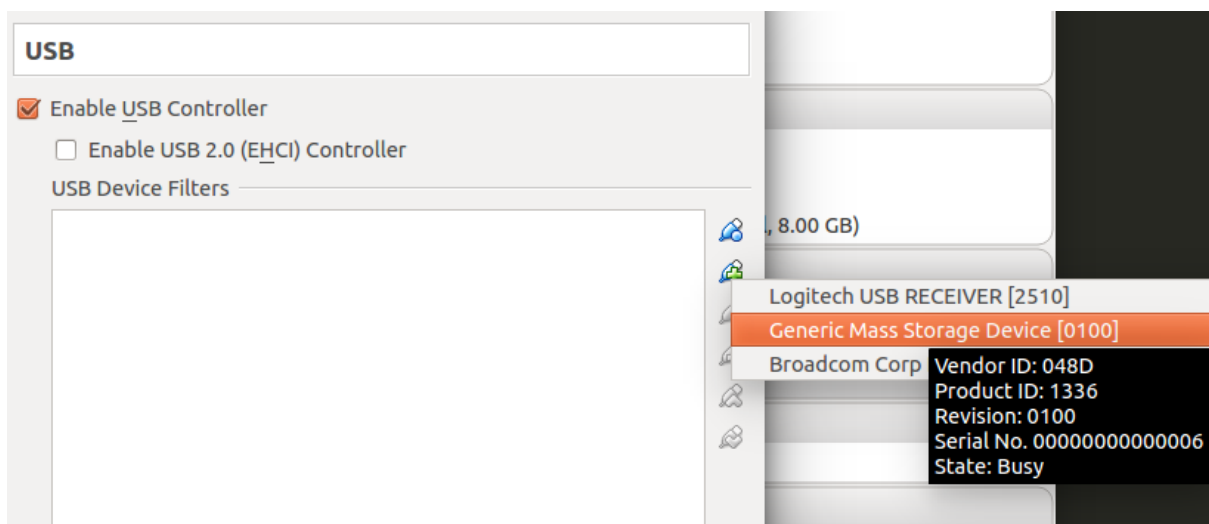 USB
Enable USB Controller
Enable USB 2.0 (EHCI) Controller
USB Device Filters
, 8.00 GB)
Logitech USB RECEIVER [2510]
Generic Mass Storage Device [0100]
Broadcom Corp
Vendor ID: 048D
Product ID: 1336
Revision: 0100
Serial No. 00000000000006
State: Busy